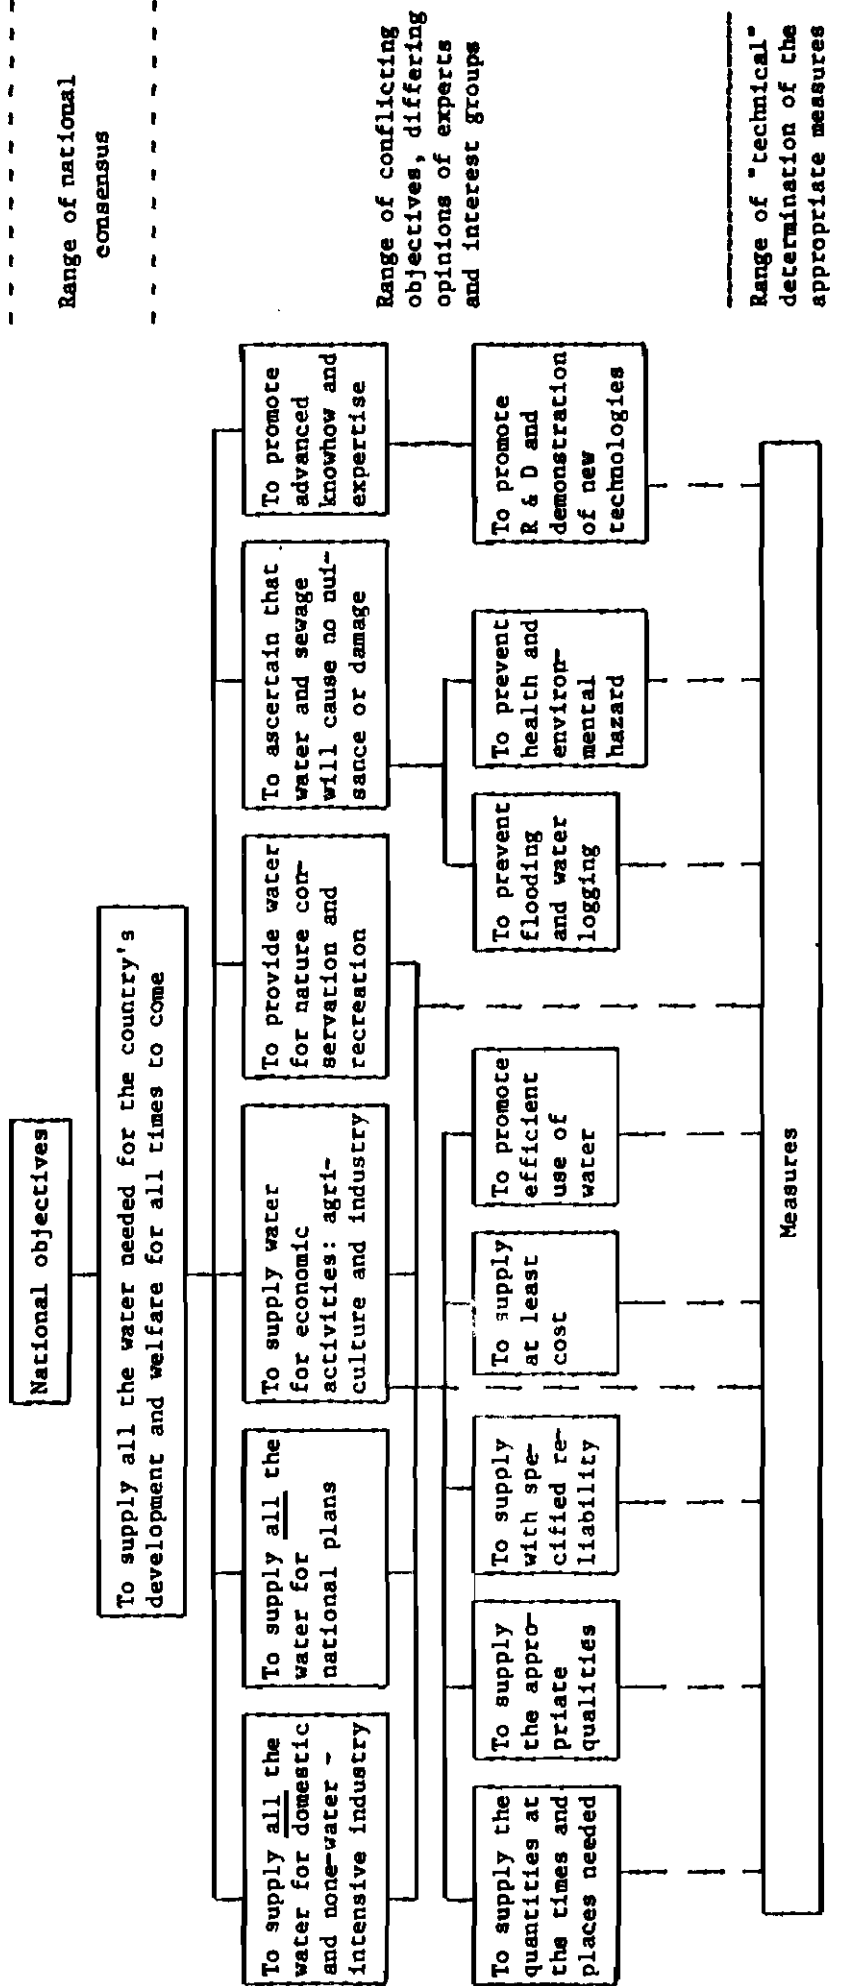 National objectives
To supply all the water needed for the country's
development and welfare for all times to come
Range of national
consensus
To supply all the
water for domestic
and none-water -
intensive industry
To supply all the
water for
national plans
To supply water
for economic
activities: agri-
culture and industry
To provide water
for nature con-
servation and
recreation
To ascertain that
water and sewage
will cause no nui-
sance or damage
To promote
advanced
knowhow and
expertise
Range of conflicting
objectives, differing
opinions of experts
and interest groups
To supply the
quantities at
the times and
places needed
To supply
the appro-
priate
qualities
To supply
with spe-
cified re-
liability
To supply
at least
cost
To promote
efficient
use of
water
To prevent
flooding
and water
logging
To prevent
health and
environ-
mental
hazard
To promote
R & D and
demonstration
of new
technologies
Measures
Range of "technical"
determination of the
appropriate measures